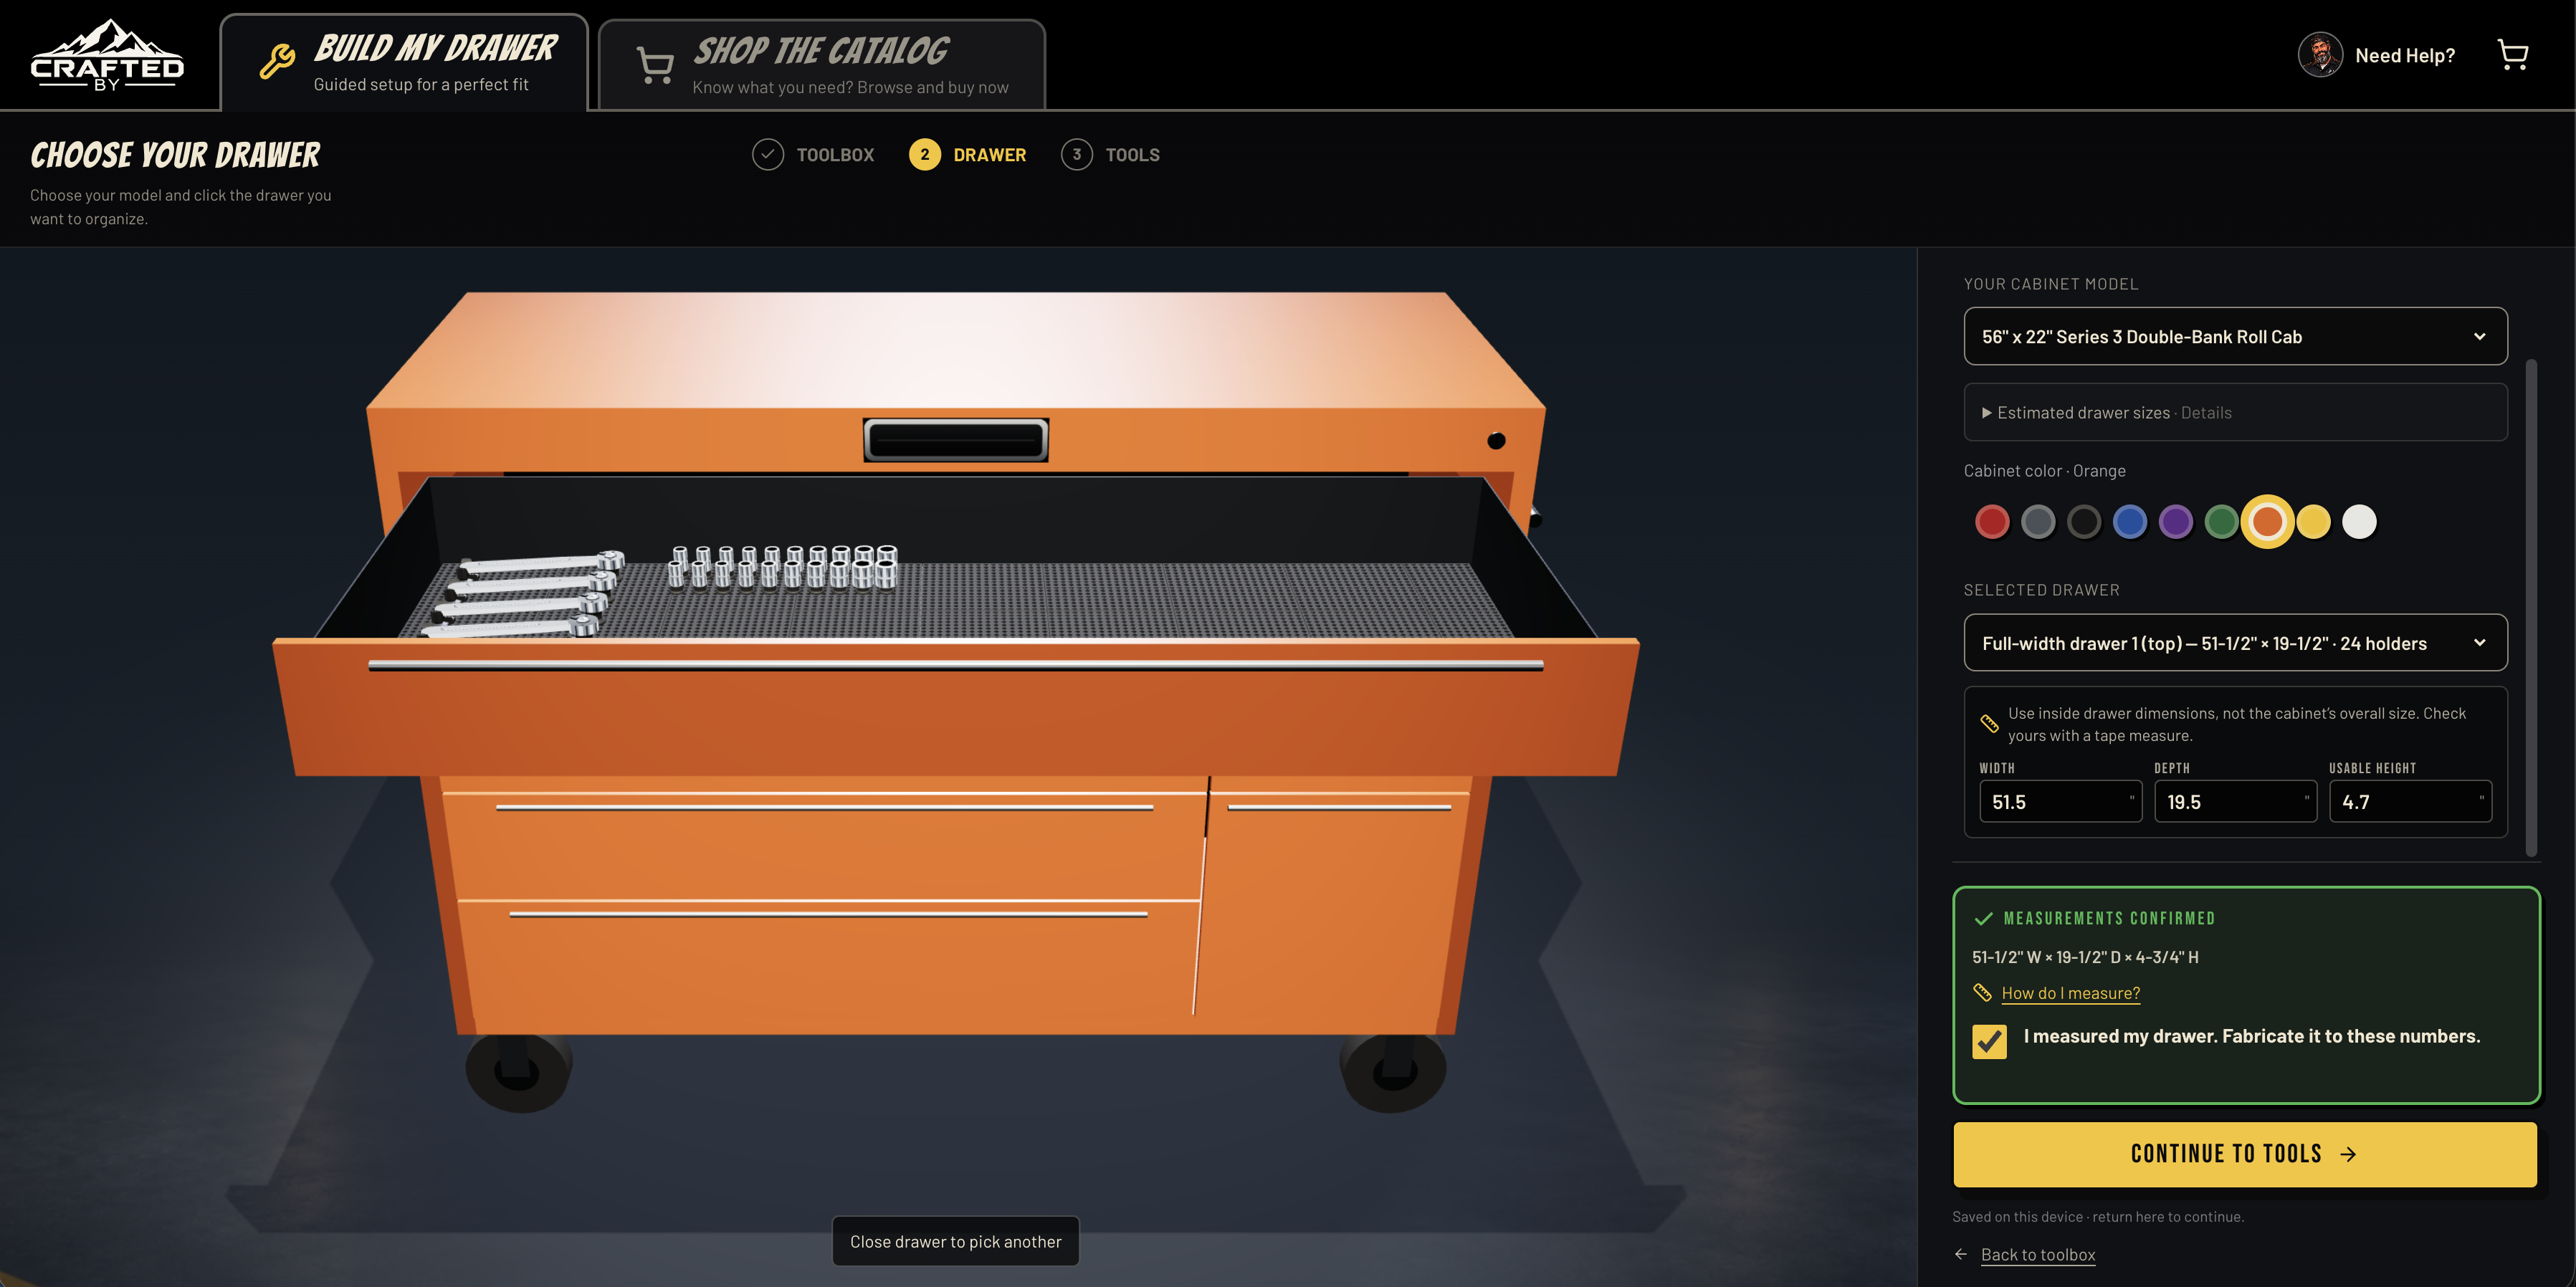 CRAFTED
BY
BUILD MY DRAWER
Guided setup for a perfect fit
SHOP THE CATALOG
Know what you need? Browse and buy now
Need Help?
CHOOSE YOUR DRAWER
Choose your model and click the drawer you
want to organize.
TOOLBOX
2 DRAWER
3 TOOLS
YOUR CABINET MODEL
56" x 22" Series 3 Double-Bank Roll Cab
Estimated drawer sizes · Details
Cabinet color · Orange
SELECTED DRAWER
Full-width drawer 1 (top) — 51-1/2" × 19-1/2" · 24 holders
Use inside drawer dimensions, not the cabinet's overall size. Check
yours with a tape measure.
WIDTH DEPTH USABLE HEIGHT
51.5 " 19.5 " 4.7 "
MEASUREMENTS CONFIRMED
51-1/2" W × 19-1/2" D × 4-3/4" H
How do I measure?
I measured my drawer. Fabricate it to these numbers.
CONTINUE TO TOOLS →
Saved on this device · return here to continue.
← Back to toolbox
Close drawer to pick another